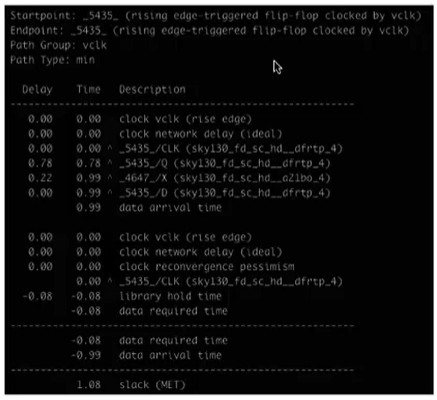 Startpoint: _5435_ (rising edge-triggered flip-flop clocked by vclk)
Endpoint: _5435_ (rising edge-triggered flip-flop clocked by vclk)
Path Group: vclk
Path Type: min
Delay Time Description
0.00 0.00 clock vclk (rise edge)
0.00 0.00 clock network delay (ideal)
0.00 0.00 ^ _5435_/CLK (sky130_fd_sc_hd__dfrtp_4)
0.78 0.78 ^ _5435_/Q (sky130_fd_sc_hd__dfrtp_4)
0.22 0.99 ^ _4647_/X (sky130_fd_sc_hd__a21bo_4)
0.00 0.99 ^ _5435_/D (sky130_fd_sc_hd__dfrtp_4)
0.99 data arrival time
0.00 0.00 clock vclk (rise edge)
0.00 0.00 clock network delay (ideal)
0.00 0.00 clock reconvergence pessimism
0.00 ^ _5435_/CLK (sky130_fd_sc_hd__dfrtp_4)
-0.08 -0.08 library hold time
-0.08 data required time
-0.08 data required time
-0.99 data arrival time
1.08 slack (MET)